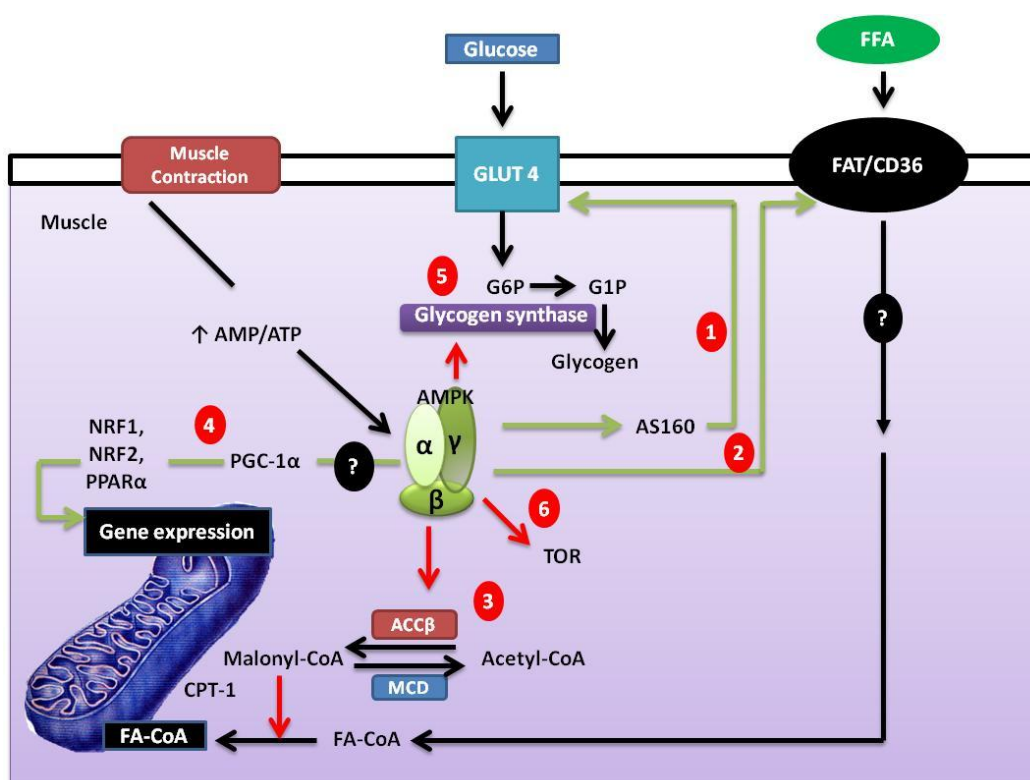 Glucose
FFA
Muscle
Contraction
GLUT 4
FAT/CD36
Muscle
5
G6P
G1P
Glycogen synthase
?
1
↑ AMP/ATP
Glycogen
AMPK
NRF1,
NRF2,
PPARα
4
PGC-1α
?
α
γ
β
AS160
2
Gene expression
6
TOR
3
ACCβ
Malonyl-CoA
Acetyl-CoA
MCD
CPT-1
FA-CoA
FA-CoA